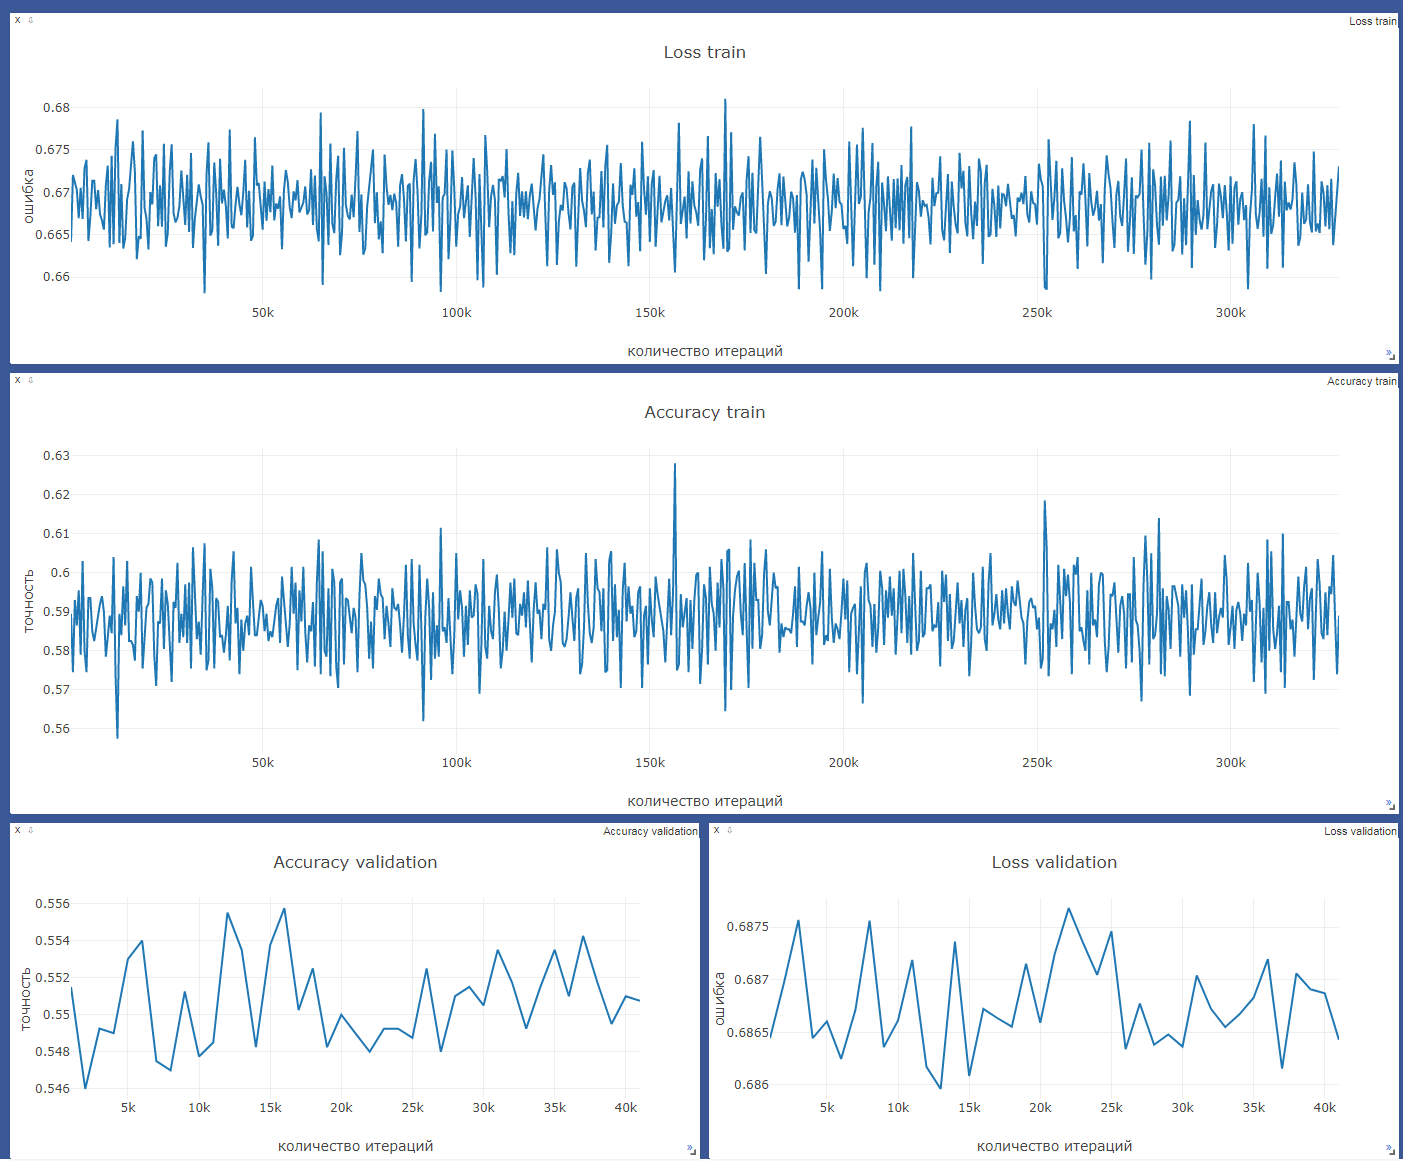 X ⇩ Loss train
Loss train
ошибка
0.68
0.675
0.67
0.665
0.66
50k 100k 150k 200k 250k 300k
количество итераций
»
X ⇩ Accuracy train
Accuracy train
точность
0.63
0.62
0.61
0.6
0.59
0.58
0.57
0.56
50k 100k 150k 200k 250k 300k
количество итераций
»
X ⇩ Accuracy validation
Accuracy validation
точность
0.556
0.554
0.552
0.55
0.548
0.546
5k 10k 15k 20k 25k 30k 35k 40k
количество итераций
»
X ⇩ Loss validation
Loss validation
ошибка
0.6875
0.687
0.6865
0.686
5k 10k 15k 20k 25k 30k 35k 40k
количество итераций
»